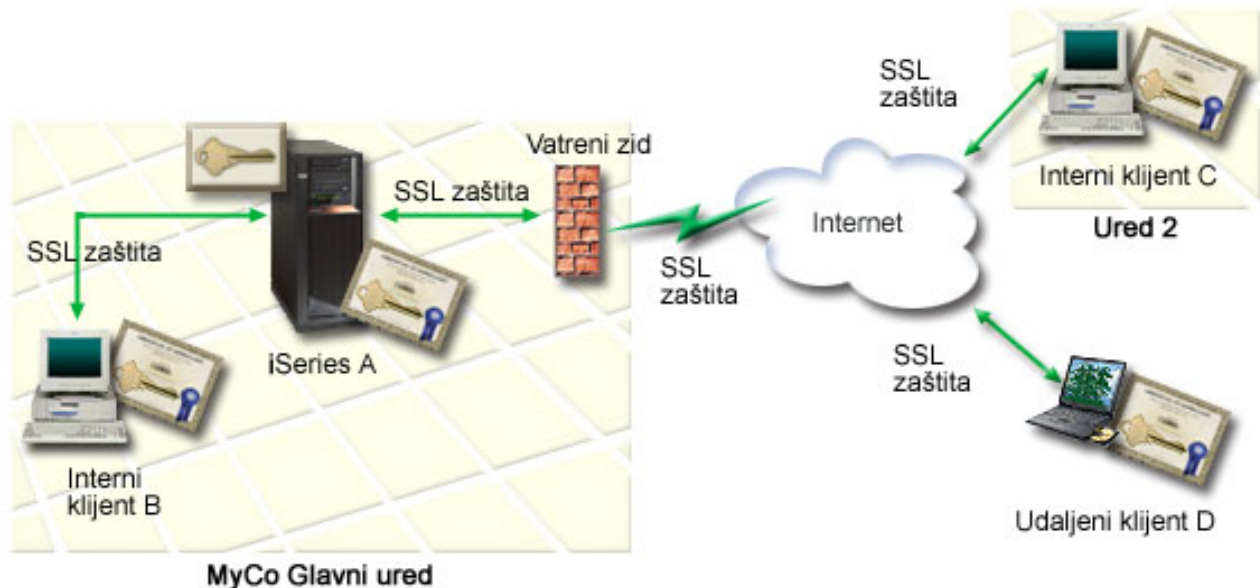 SSL zaštita
iSeries A
Interni
klijent B
SSL zaštita
Vatreni zid
MyCo Glavni ured
SSL
zaštita
Internet
SSL
zaštita
Interni klijent C
Ured 2
SSL
zaštita
Udaljeni klijent D